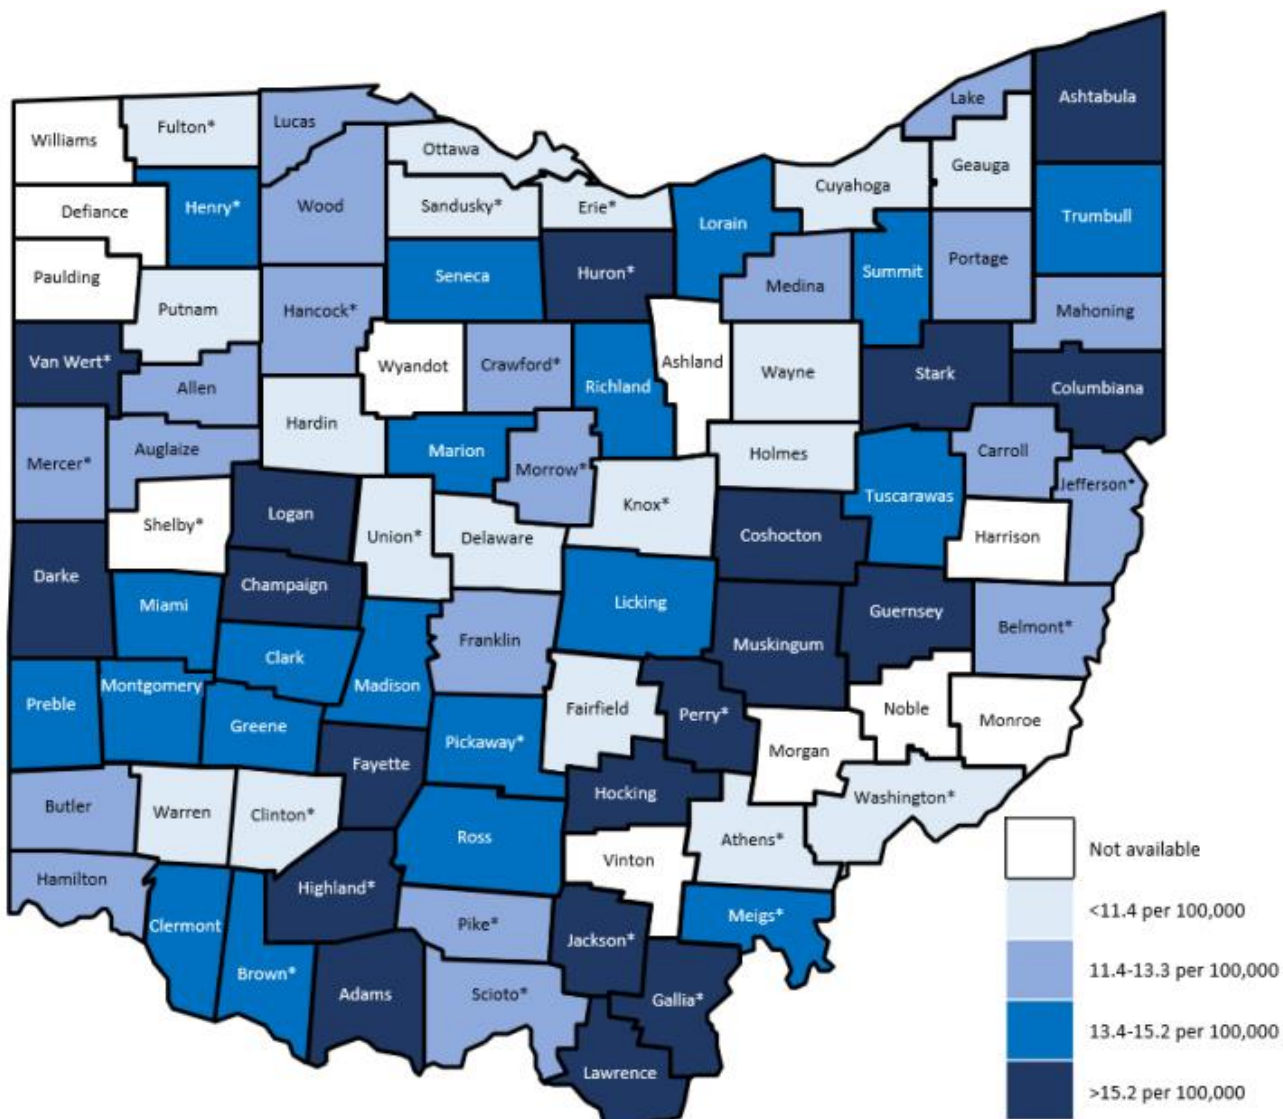 Ashtabula
Lake
Williams
Fulton*
Lucas
Ottawa
Geauga
Cuyahoga
Defiance
Henry*
Wood
Sandusky*
Erie*
Lorain
Trumbull
Paulding
Seneca
Huron*
Summit
Portage
Medina
Putnam
Hancock*
Mahoning
Van Wert*
Wyandot
Crawford*
Ashland
Wayne
Stark
Columbiana
Allen
Richland
Hardin
Mercer*
Auglaize
Marion
Morrow*
Holmes
Carroll
Jefferson*
Shelby*
Logan
Union*
Delaware
Knox*
Coshocton
Tuscarawas
Harrison
Darke
Miami
Champaign
Licking
Guernsey
Belmont*
Franklin
Muskingum
Clark
Madison
Preble
Montgomery
Greene
Pickaway*
Fairfield
Perry*
Noble
Monroe
Morgan
Fayette
Hocking
Butler
Warren
Clinton*
Ross
Athens*
Washington*
Vinton
Hamilton
Highland*
Clermont
Pike*
Jackson*
Meigs*
Brown*
Adams
Scioto*
Gallia*
Lawrence
Not available
<11.4 per 100,000
11.4-13.3 per 100,000
13.4-15.2 per 100,000
>15.2 per 100,000